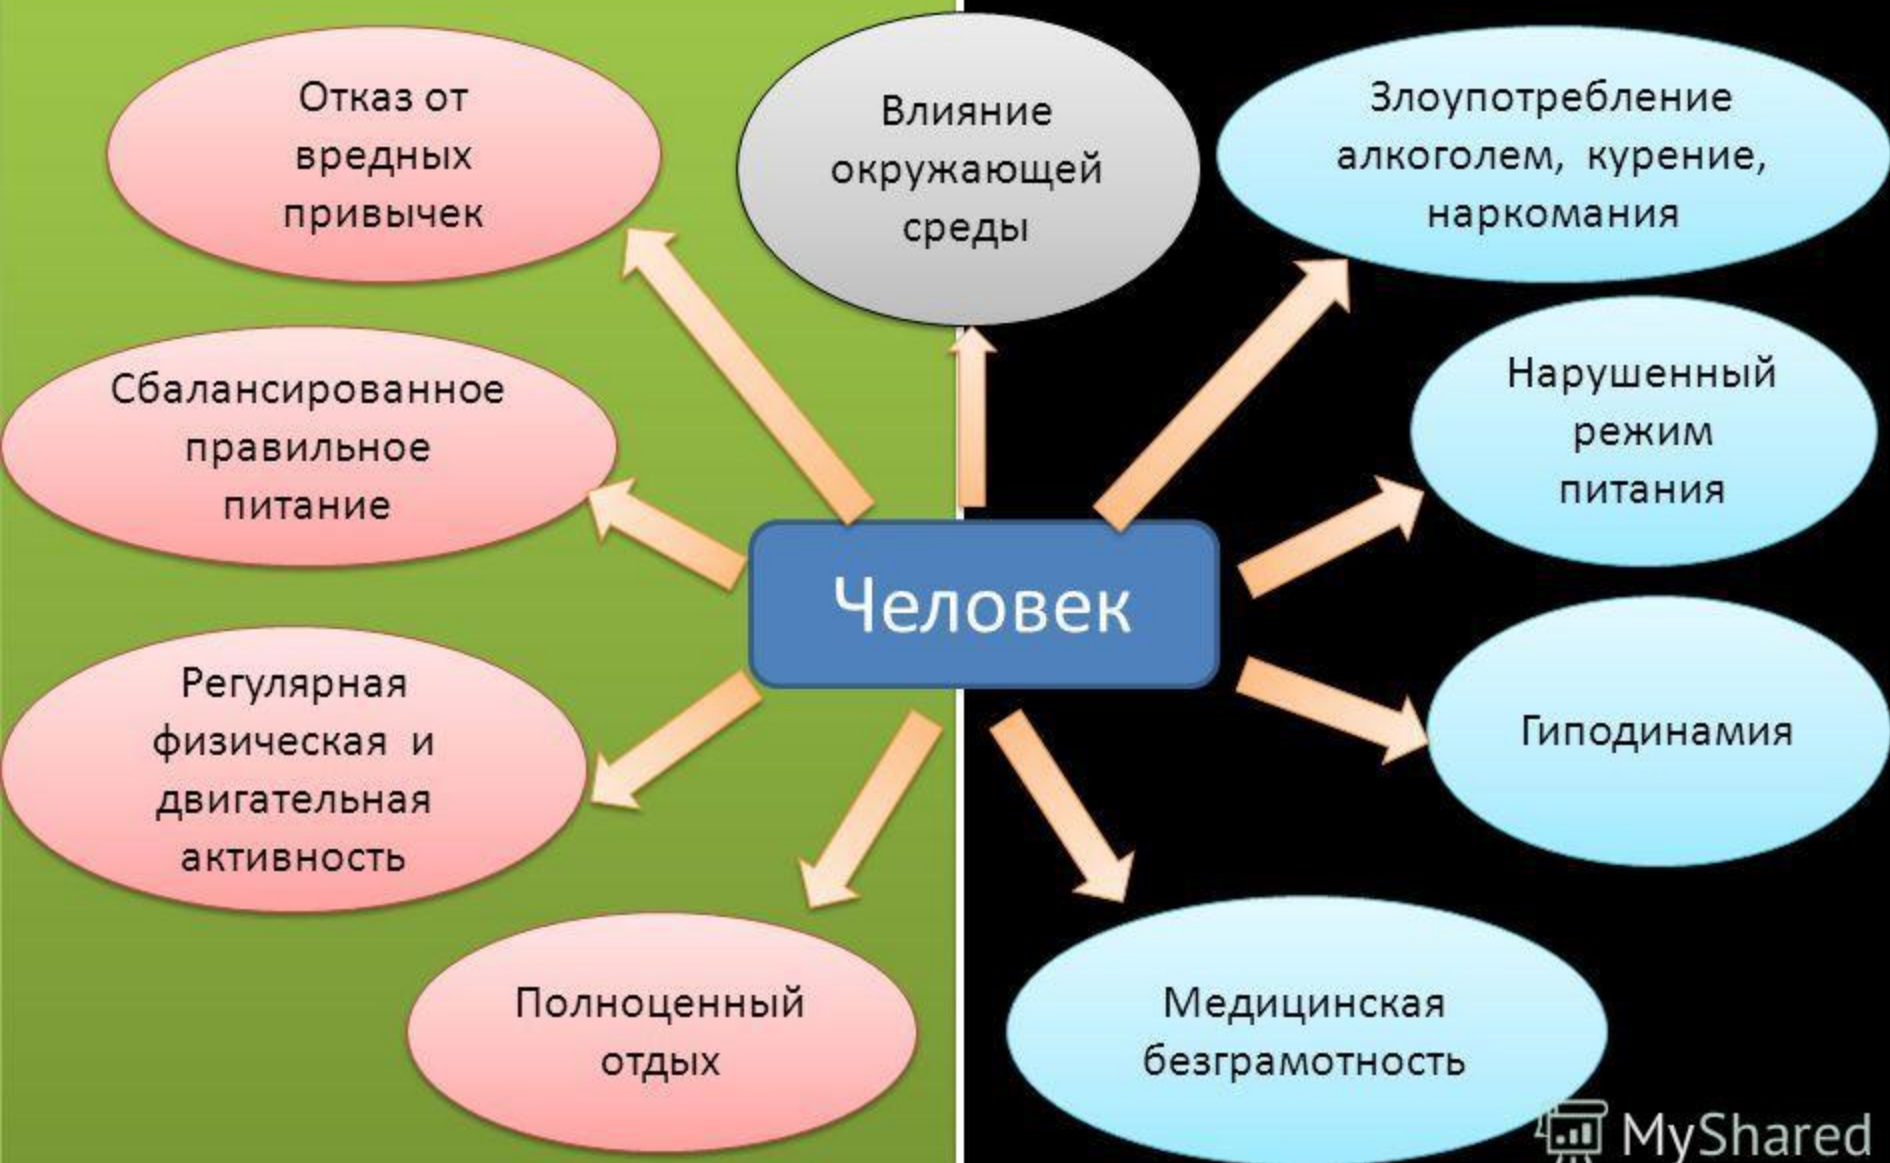 Отказ от
вредных
привычек
Влияние
окружающей
среды
Злоупотребление
алкоголем, курение,
наркомания
Сбалансированное
правильное
питание
Нарушенный
режим
питания
Человек
Регулярная
физическая и
двигательная
активность
Гиподинамия
Полноценный
отдых
Медицинская
безграмотность
MyShared